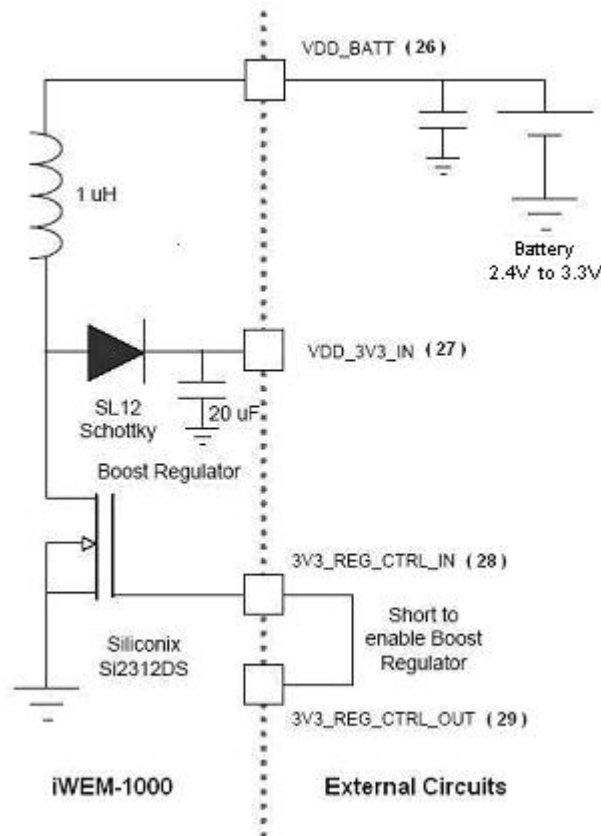 VDD_BATT ( 26 )
1 uH
Battery
2.4V to 3.3V
VDD_3V3_IN ( 27 )
SL12
Schottky
20 uF
Boost Regulator
3V3_REG_CTRL_IN ( 28 )
Short to
enable Boost
Regulator
Siliconix
Si2312DS
3V3_REG_CTRL_OUT ( 29 )
iWEM-1000
External Circuits